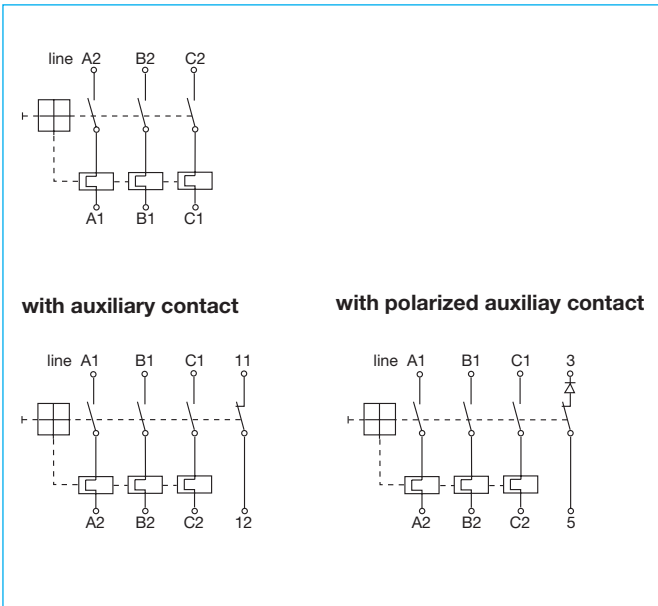 line A2 B2 C2
A1 B1 C1
with auxiliary contact
line A1 B1 C1 11
A2 B2 C2 12
with polarized auxiliay contact
line A1 B1 C1 3
A2 B2 C2 5